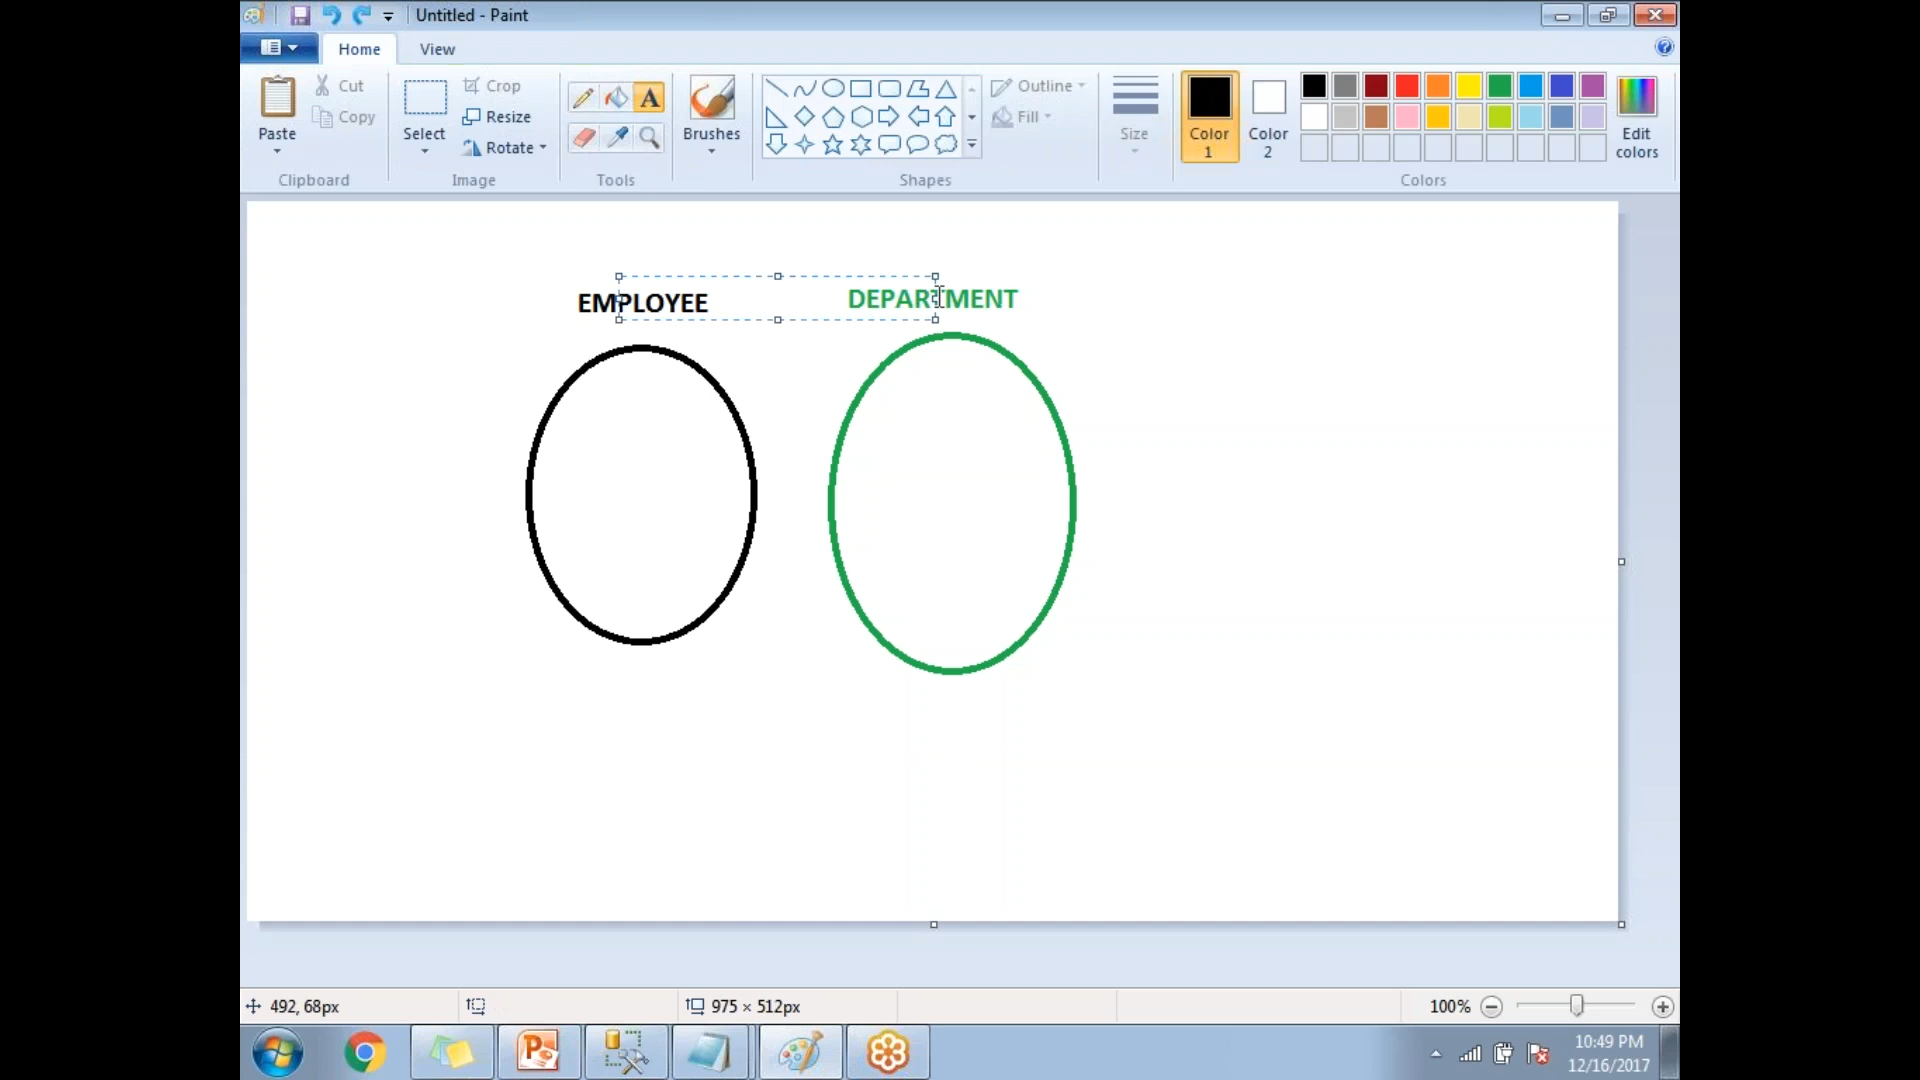 Untitled - Paint
Home View
Cut
Copy
Paste
Clipboard
Select
Crop
Resize
Rotate
Image
A
Tools
Brushes
Shapes
Outline
Fill
Size
Color 1
Color 2
Edit colors
Colors
EMPLOYEE
DEPARTMENT
492, 68px
975 × 512px
100%
10:49 PM
12/16/2017